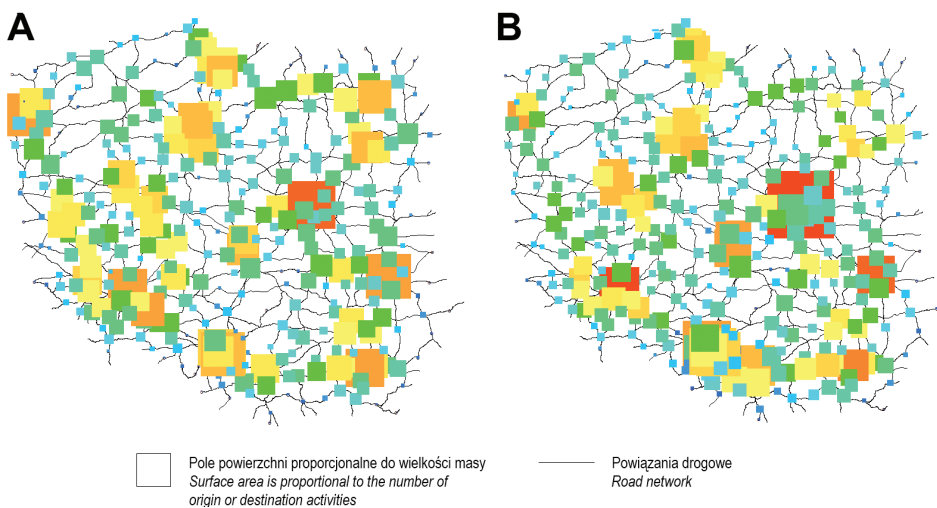 A
B
Pole powierzchni proporcjonalne do wielkości masy
Surface area is proportional to the number of
origin or destination activities
Powiązania drogowe
Road network